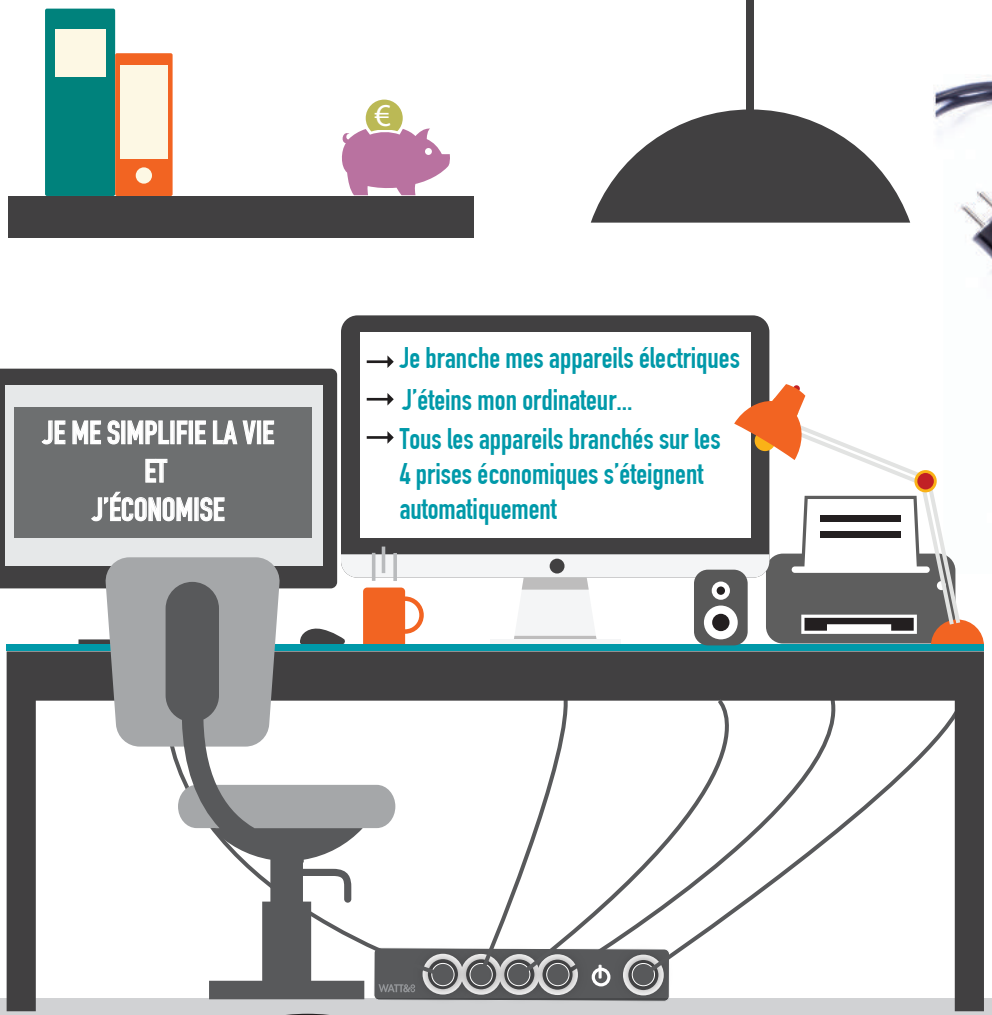 €
JE ME SIMPLIFIE LA VIE
ET
J'ÉCONOMISE
→ Je branche mes appareils électriques
→ J'éteins mon ordinateur...
→ Tous les appareils branchés sur les
4 prises économiques s'éteignent
automatiquement
WATT&